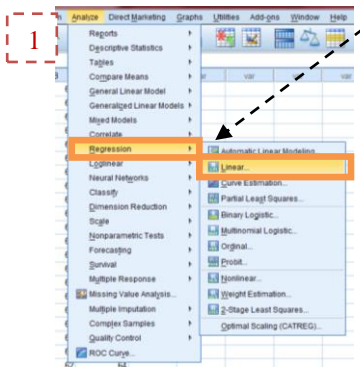 1
Analyze Direct Marketing Graphs Utilities Add-ons Window Help
Reports
Descriptive Statistics
Tables
Compare Means
General Linear Model
Generalized Linear Models
Mixed Models
Correlate
Regression
Loglinear
Neural Networks
Classify
Dimension Reduction
Scale
Nonparametric Tests
Forecasting
Survival
Multiple Response
Missing Value Analysis...
Multiple Imputation
Complex Samples
Quality Control
ROC Curve...
var var var
Automatic Linear Modeling...
Linear...
Curve Estimation...
Partial Least Squares...
Binary Logistic...
Multinomial Logistic...
Ordinal...
Probit...
Nonlinear...
Weight Estimation...
2-Stage Least Squares...
Optimal Scaling (CATREG)...